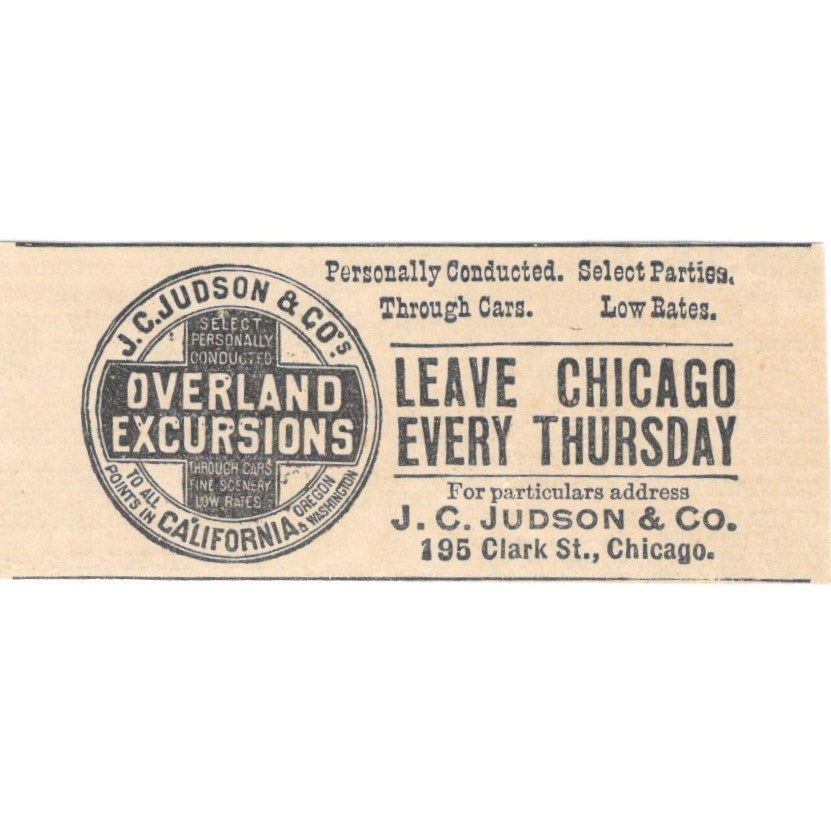 J. C. JUDSON & CO'S.
SELECT
PERSONALLY
CONDUCTED
OVERLAND
EXCURSIONS
THROUGH CARS
FINE SCENERY
LOW RATES
TO ALL
POINTS IN
CALIFORNIA
OREGON
& WASHINGTON
Personally Conducted. Select Parties.
Through Cars. Low Rates.
LEAVE CHICAGO
EVERY THURSDAY
For particulars address
J. C. JUDSON & CO.
195 Clark St., Chicago.